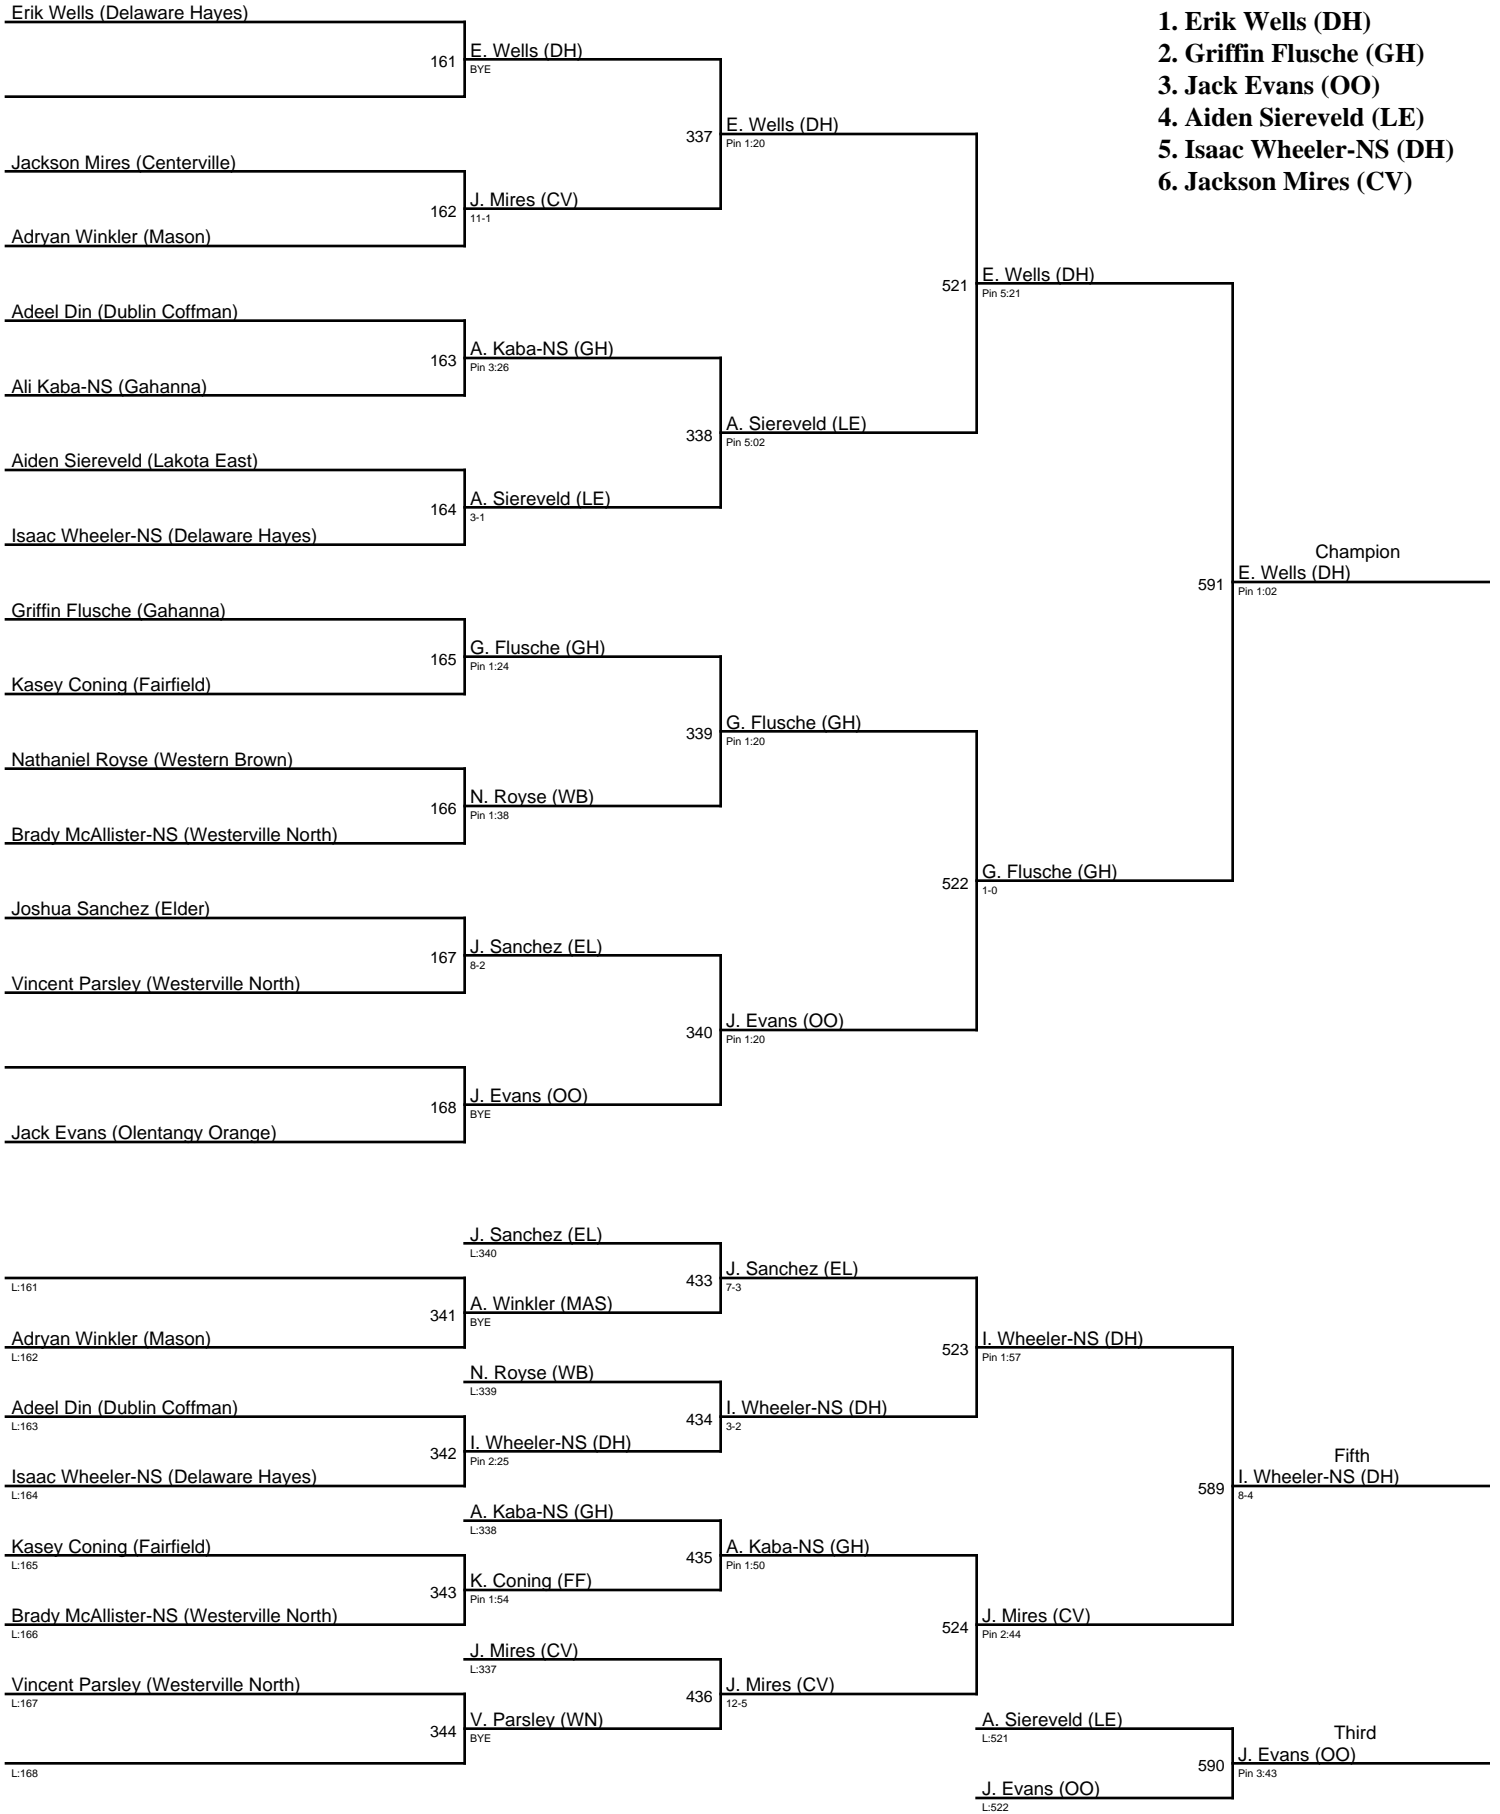 Erik Wells (Delaware Hayes)
161
E. Wells (DH)
BYE
Jackson Mires (Centerville)
162
J. Mires (CV)
11-1
Adryan Winkler (Mason)
337
E. Wells (DH)
Pin 1:20
Adeel Din (Dublin Coffman)
163
A. Kaba-NS (GH)
Pin 3:26
Ali Kaba-NS (Gahanna)
338
A. Siereveld (LE)
Pin 5:02
Aiden Siereveld (Lakota East)
164
A. Siereveld (LE)
3-1
Isaac Wheeler-NS (Delaware Hayes)
521
E. Wells (DH)
Pin 5:21
Griffin Flusche (Gahanna)
165
G. Flusche (GH)
Pin 1:24
Kasey Coning (Fairfield)
339
G. Flusche (GH)
Pin 1:20
Nathaniel Royse (Western Brown)
166
N. Royse (WB)
Pin 1:38
Brady McAllister-NS (Westerville North)
522
G. Flusche (GH)
1-0
Joshua Sanchez (Elder)
167
J. Sanchez (EL)
8-2
Vincent Parsley (Westerville North)
340
J. Evans (OO)
Pin 1:20
168
J. Evans (OO)
BYE
Jack Evans (Olentangy Orange)
591
Champion
E. Wells (DH)
Pin 1:02
1. Erik Wells (DH)
2. Griffin Flusche (GH)
3. Jack Evans (OO)
4. Aiden Siereveld (LE)
5. Isaac Wheeler-NS (DH)
6. Jackson Mires (CV)
J. Sanchez (EL)
L:340
433
J. Sanchez (EL)
7-3
L:161
341
A. Winkler (MAS)
BYE
Adryan Winkler (Mason)
L:162
523
I. Wheeler-NS (DH)
Pin 1:57
N. Royse (WB)
L:339
Adeel Din (Dublin Coffman)
L:163
434
I. Wheeler-NS (DH)
3-2
342
I. Wheeler-NS (DH)
Pin 2:25
Isaac Wheeler-NS (Delaware Hayes)
L:164
589
Fifth
I. Wheeler-NS (DH)
8-4
A. Kaba-NS (GH)
L:338
Kasey Coning (Fairfield)
L:165
435
A. Kaba-NS (GH)
Pin 1:50
343
K. Coning (FF)
Pin 1:54
Brady McAllister-NS (Westerville North)
L:166
524
J. Mires (CV)
Pin 2:44
J. Mires (CV)
L:337
Vincent Parsley (Westerville North)
L:167
436
J. Mires (CV)
12-5
344
V. Parsley (WN)
BYE
L:168
A. Siereveld (LE)
L:521
590
Third
J. Evans (OO)
Pin 3:43
J. Evans (OO)
L:522